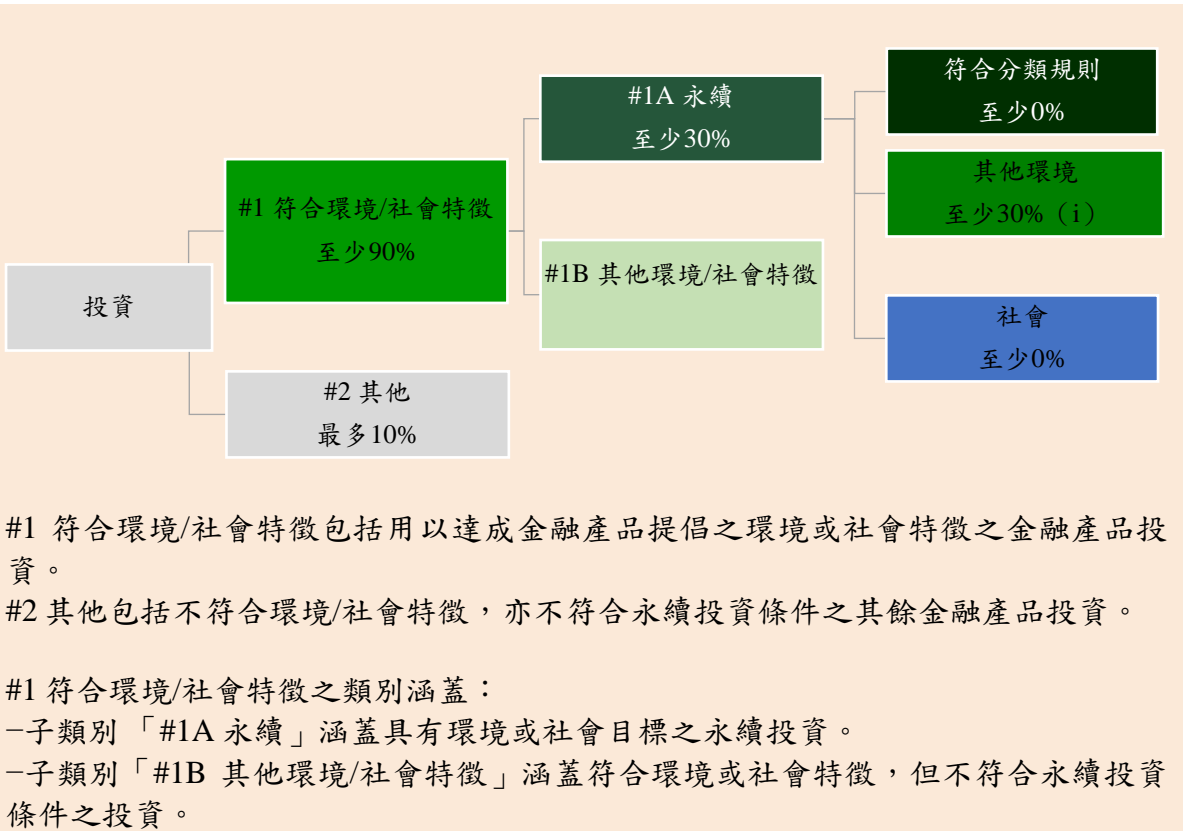 符合分類規則
至少0%
#1A 永續
至少30%
其他環境
至少30%（i）
#1 符合環境/社會特徵
至少90%
#1B 其他環境/社會特徵
投資
社會
至少0%
#2 其他
最多10%
#1 符合環境/社會特徵包括用以達成金融產品提倡之環境或社會特徵之金融產品投
資。
#2 其他包括不符合環境/社會特徵，亦不符合永續投資條件之其餘金融產品投資。
#1 符合環境/社會特徵之類別涵蓋：
−子類別「#1A 永續」涵蓋具有環境或社會目標之永續投資。
−子類別「#1B 其他環境/社會特徵」涵蓋符合環境或社會特徵，但不符合永續投資
條件之投資。